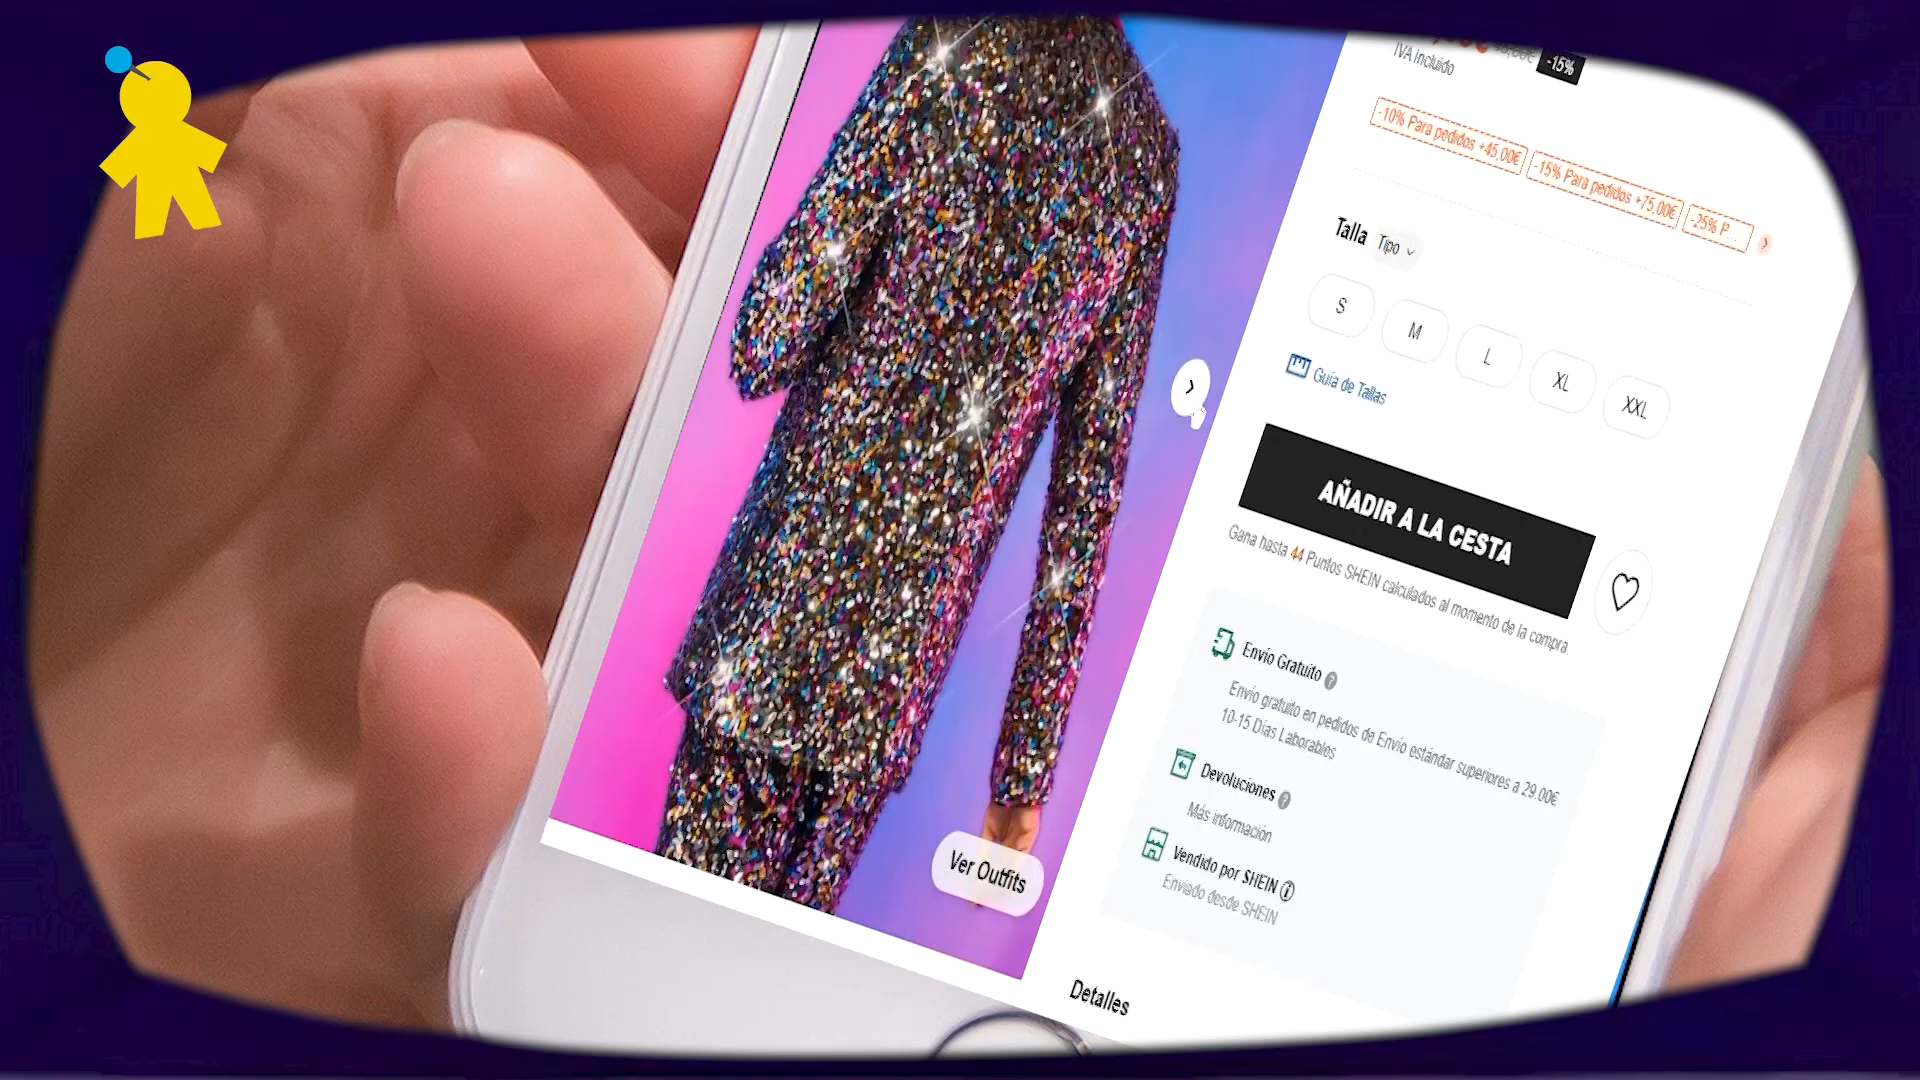 -15%
IVA Incluido
-10% Para pedidos +45,00€
-15% Para pedidos +75,00€
-25% P...
Talla Tipo
S
M
L
XL
XXL
Guía de Tallas
AÑADIR A LA CESTA
Gana hasta 44 Puntos SHEIN calculados al momento de la compra.
Envío Gratuito
Envío gratuito en pedidos de Envío estándar superiores a 29.00€
10-15 Días Laborables
Devoluciones
Más información
Vendido por SHEIN
Enviado desde SHEIN
Ver Outfits
Detalles